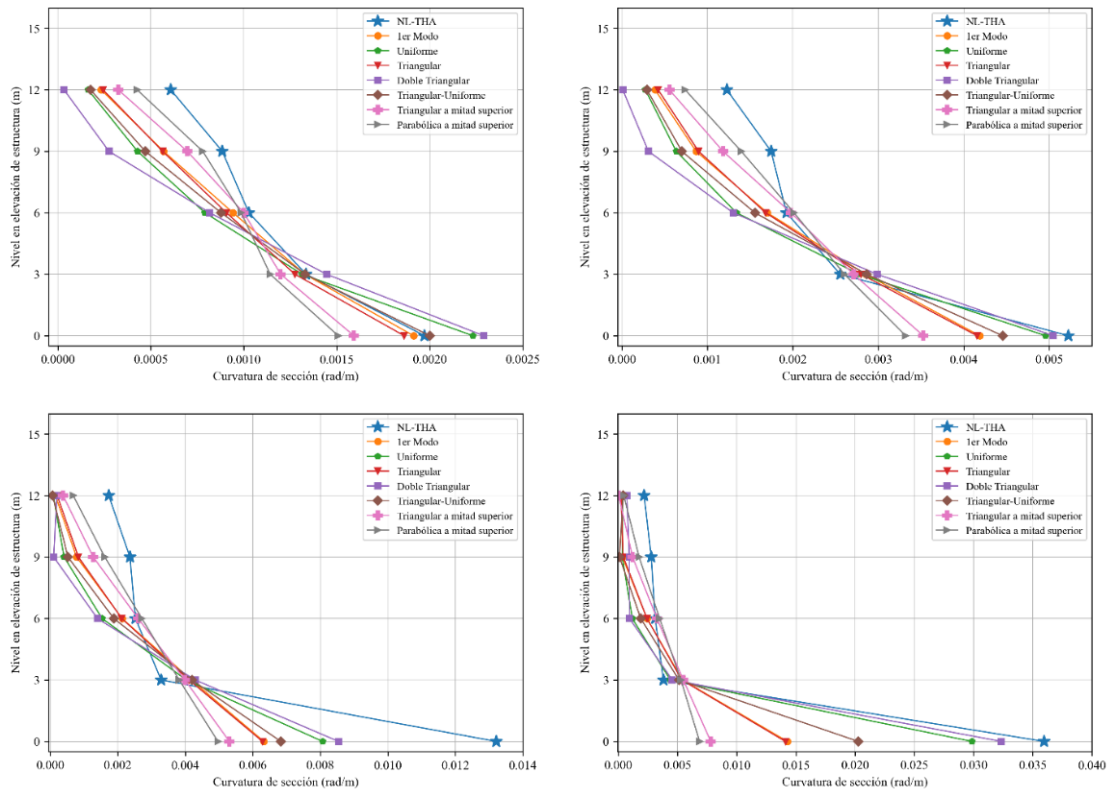 15
12
9
6
3
0
Nivel en elevación de estructura (m)
0.0000
0.0005
0.0010
0.0015
0.0020
0.0025
Curvatura de sección (rad/m)
NL-THA
1er Modo
Uniforme
Triangular
Doble Triangular
Triangular-Uniforme
Triangular a mitad superior
Parabólica a mitad superior
15
12
9
6
3
0
Nivel en elevación de estructura (m)
0.000
0.001
0.002
0.003
0.004
0.005
Curvatura de sección (rad/m)
NL-THA
1er Modo
Uniforme
Triangular
Doble Triangular
Triangular-Uniforme
Triangular a mitad superior
Parabólica a mitad superior
15
12
9
6
3
0
Nivel en elevación de estructura (m)
0.000
0.002
0.004
0.006
0.008
0.010
0.012
0.014
Curvatura de sección (rad/m)
NL-THA
1er Modo
Uniforme
Triangular
Doble Triangular
Triangular-Uniforme
Triangular a mitad superior
Parabólica a mitad superior
15
12
9
6
3
0
Nivel en elevación de estructura (m)
0.000
0.005
0.010
0.015
0.020
0.025
0.030
0.035
0.040
Curvatura de sección (rad/m)
NL-THA
1er Modo
Uniforme
Triangular
Doble Triangular
Triangular-Uniforme
Triangular a mitad superior
Parabólica a mitad superior